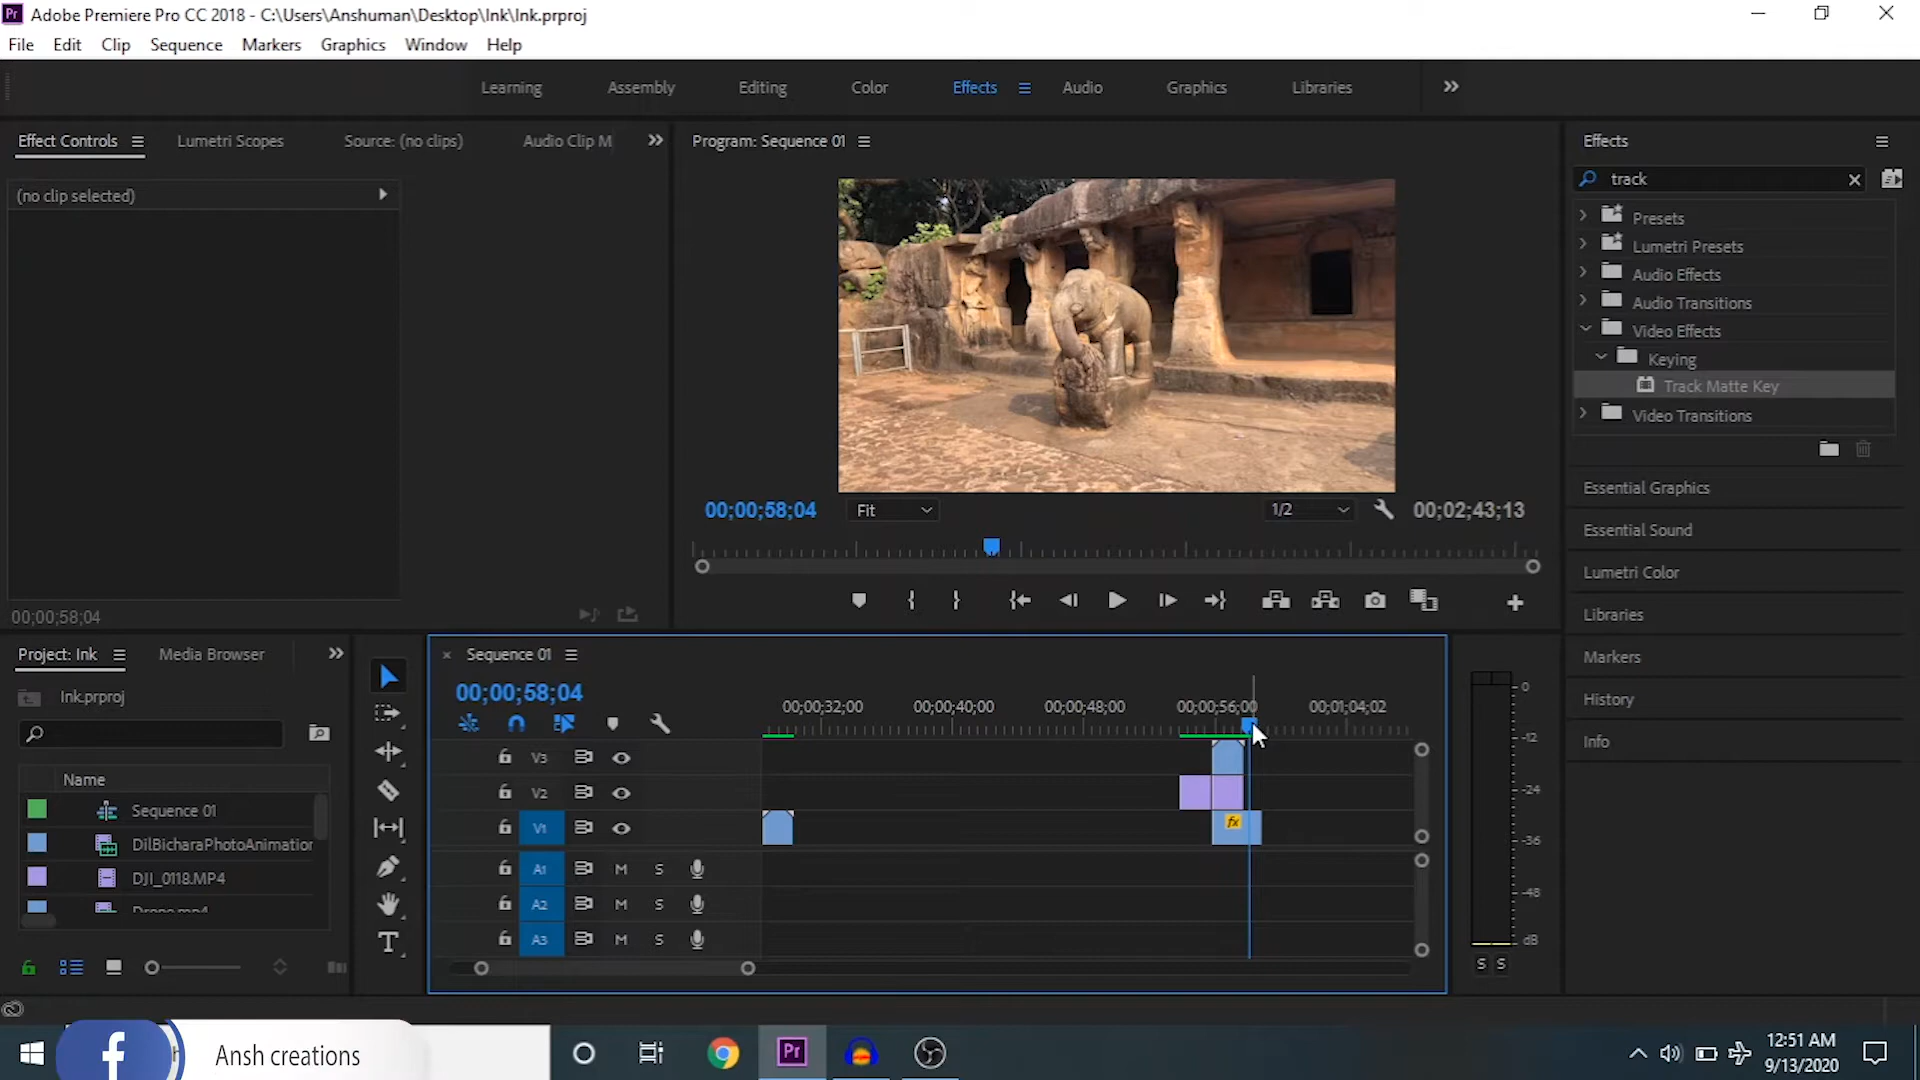 Adobe Premiere Pro CC 2018 - C:\Users\Anshuman\Desktop\Ink\Ink.prproj
File Edit Clip Sequence Markers Graphics Window Help
Learning Assembly Editing Color Effects Audio Graphics Libraries
Effect Controls Lumetri Scopes Source: (no clips) Audio Clip M
Program: Sequence 01
Effects
(no clip selected)
track
Presets
Lumetri Presets
Audio Effects
Audio Transitions
Video Effects
Keying
Track Matte Key
Video Transitions
Essential Graphics
Essential Sound
Lumetri Color
Libraries
Markers
History
Info
00;00;58;04 Fit 1/2 00;02;43;13
00;00;58;04
Project: Ink Media Browser
Ink.prproj
Name
Sequence 01
DilBicharaPhotoAnimation
DJI_0118.MP4
Drone.mp4
Sequence 01
00;00;58;04
00;00;32;00 00;00;40;00 00;00;48;00 00;00;56;00 00;01;04;02
V3
V2
V1 fx
A1 M S
A2 M S
A3 M S
0
-12
-24
-36
-48
dB
S S
Ansh creations
Pr
12:51 AM
9/13/2020